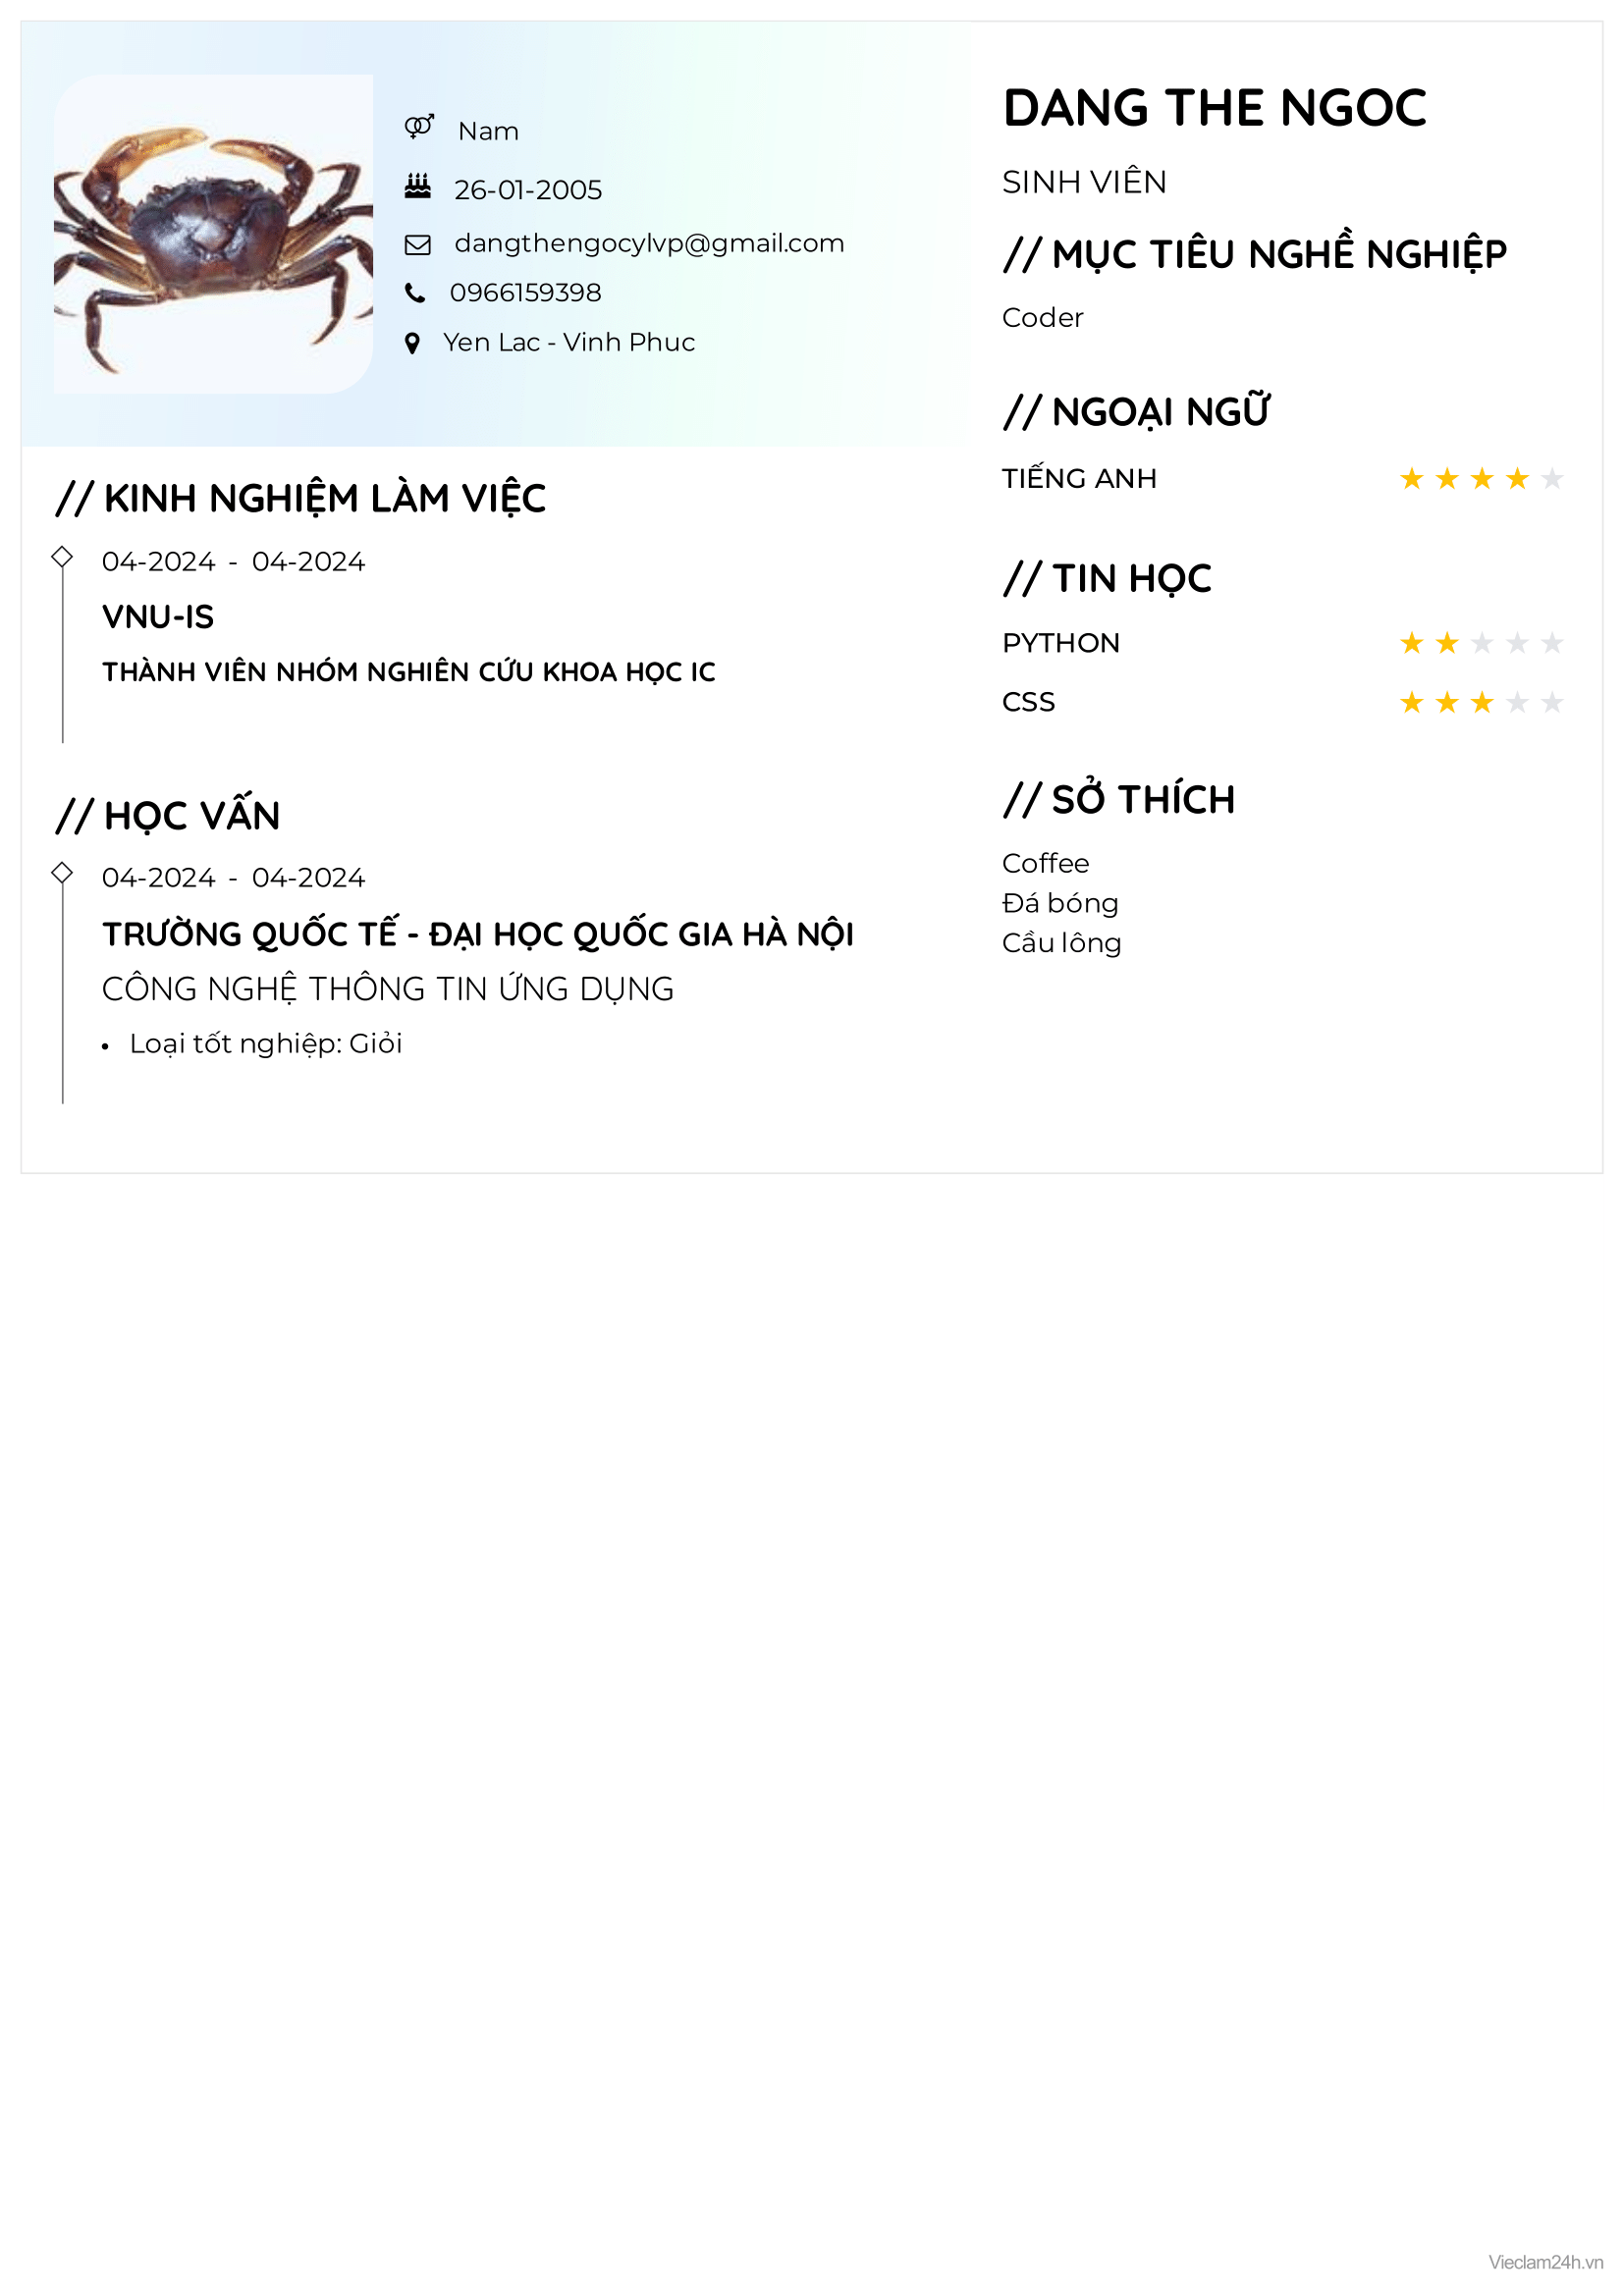 Nam
26-01-2005
dangthengocylvp@gmail.com
0966159398
Yen Lac - Vinh Phuc
// KINH NGHIỆM LÀM VIỆC
04-2024 - 04-2024
VNU-IS
THÀNH VIÊN NHÓM NGHIÊN CỨU KHOA HỌC IC
// HỌC VẤN
04-2024 - 04-2024
TRƯỜNG QUỐC TẾ - ĐẠI HỌC QUỐC GIA HÀ NỘI
CÔNG NGHỆ THÔNG TIN ỨNG DỤNG
• Loại tốt nghiệp: Giỏi
DANG THE NGOC
SINH VIÊN
// MỤC TIÊU NGHỀ NGHIỆP
Coder
// NGOẠI NGỮ
TIẾNG ANH
// TIN HỌC
PYTHON
CSS
// SỞ THÍCH
Coffee
Đá bóng
Cầu lông
Vieclam24h.vn